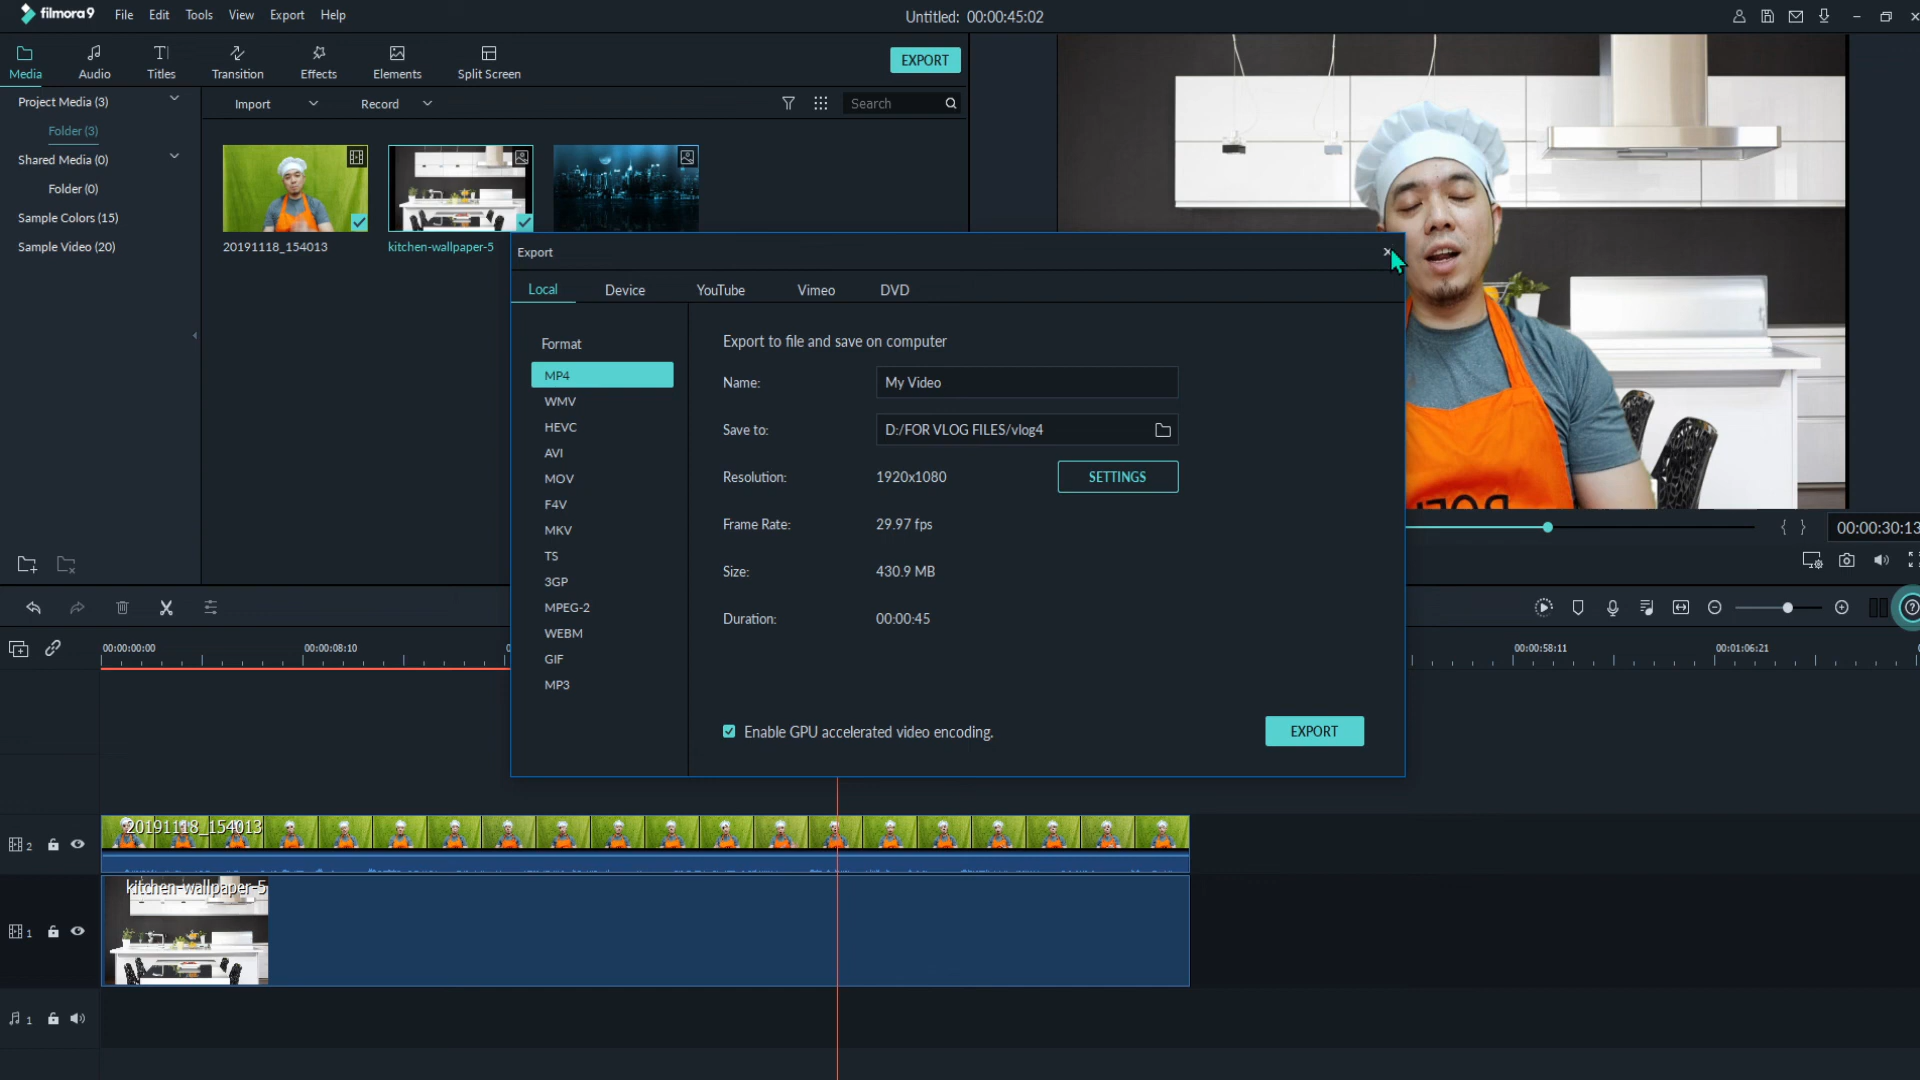 filmora9 File Edit Tools View Export Help Untitled: 00:00:45:02
Media Audio Titles Transition Effects Elements Split Screen EXPORT
Project Media (3)
Folder (3)
Shared Media (0)
Folder (0)
Sample Colors (15)
Sample Video (20)
Import Record Search
20191118_154013 kitchen-wallpaper-5
Export
Local Device YouTube Vimeo DVD
Format
MP4
WMV
HEVC
AVI
MOV
F4V
MKV
TS
3GP
MPEG-2
WEBM
GIF
MP3
Export to file and save on computer
Name: My Video
Save to: D:/FOR VLOG FILES/vlog4
Resolution: 1920x1080 SETTINGS
Frame Rate: 29.97 fps
Size: 430.9 MB
Duration: 00:00:45
Enable GPU accelerated video encoding. EXPORT
{ } 00:00:30:13
00:00:00:00 00:00:08:10 00:00:58:11 00:01:06:21
2 20191118_154013
1 kitchen-wallpaper-5
1